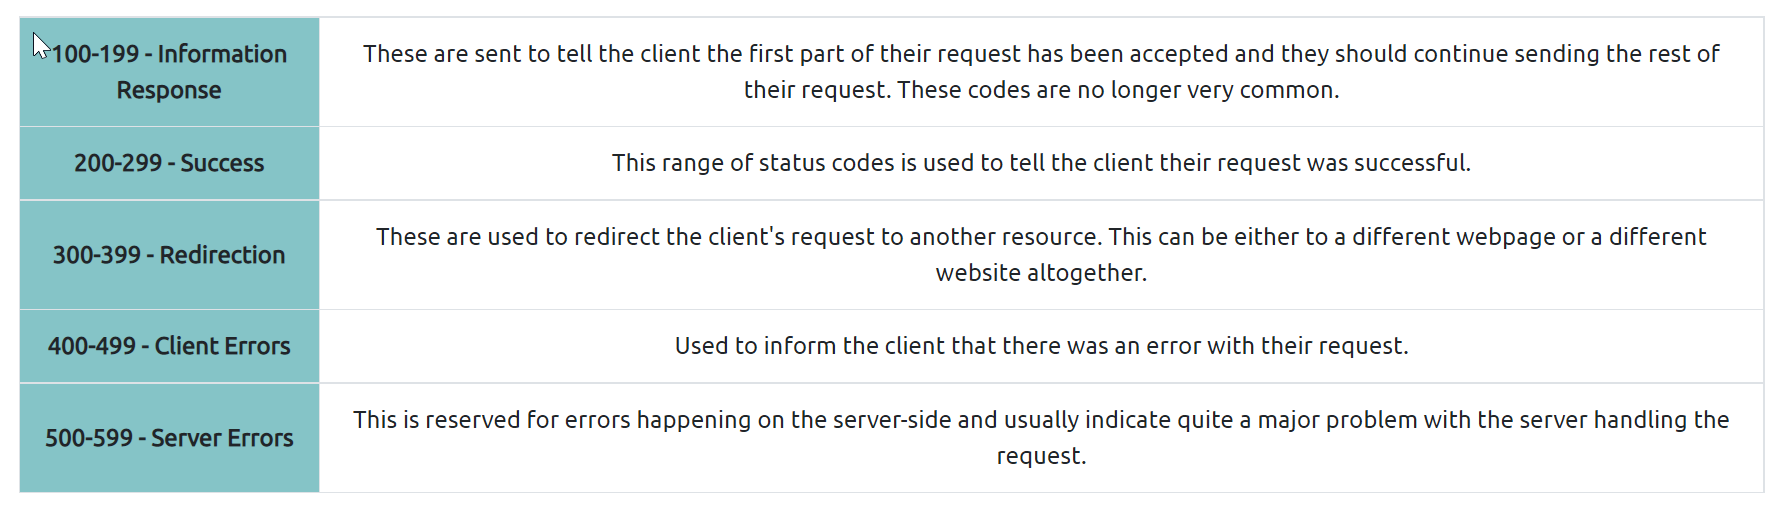 100-199 - Information
Response
These are sent to tell the client the first part of their request has been accepted and they should continue sending the rest of
their request. These codes are no longer very common.
200-299 - Success
This range of status codes is used to tell the client their request was successful.
300-399 - Redirection
These are used to redirect the client's request to another resource. This can be either to a different webpage or a different
website altogether.
400-499 - Client Errors
Used to inform the client that there was an error with their request.
500-599 - Server Errors
This is reserved for errors happening on the server-side and usually indicate quite a major problem with the server handling the
request.